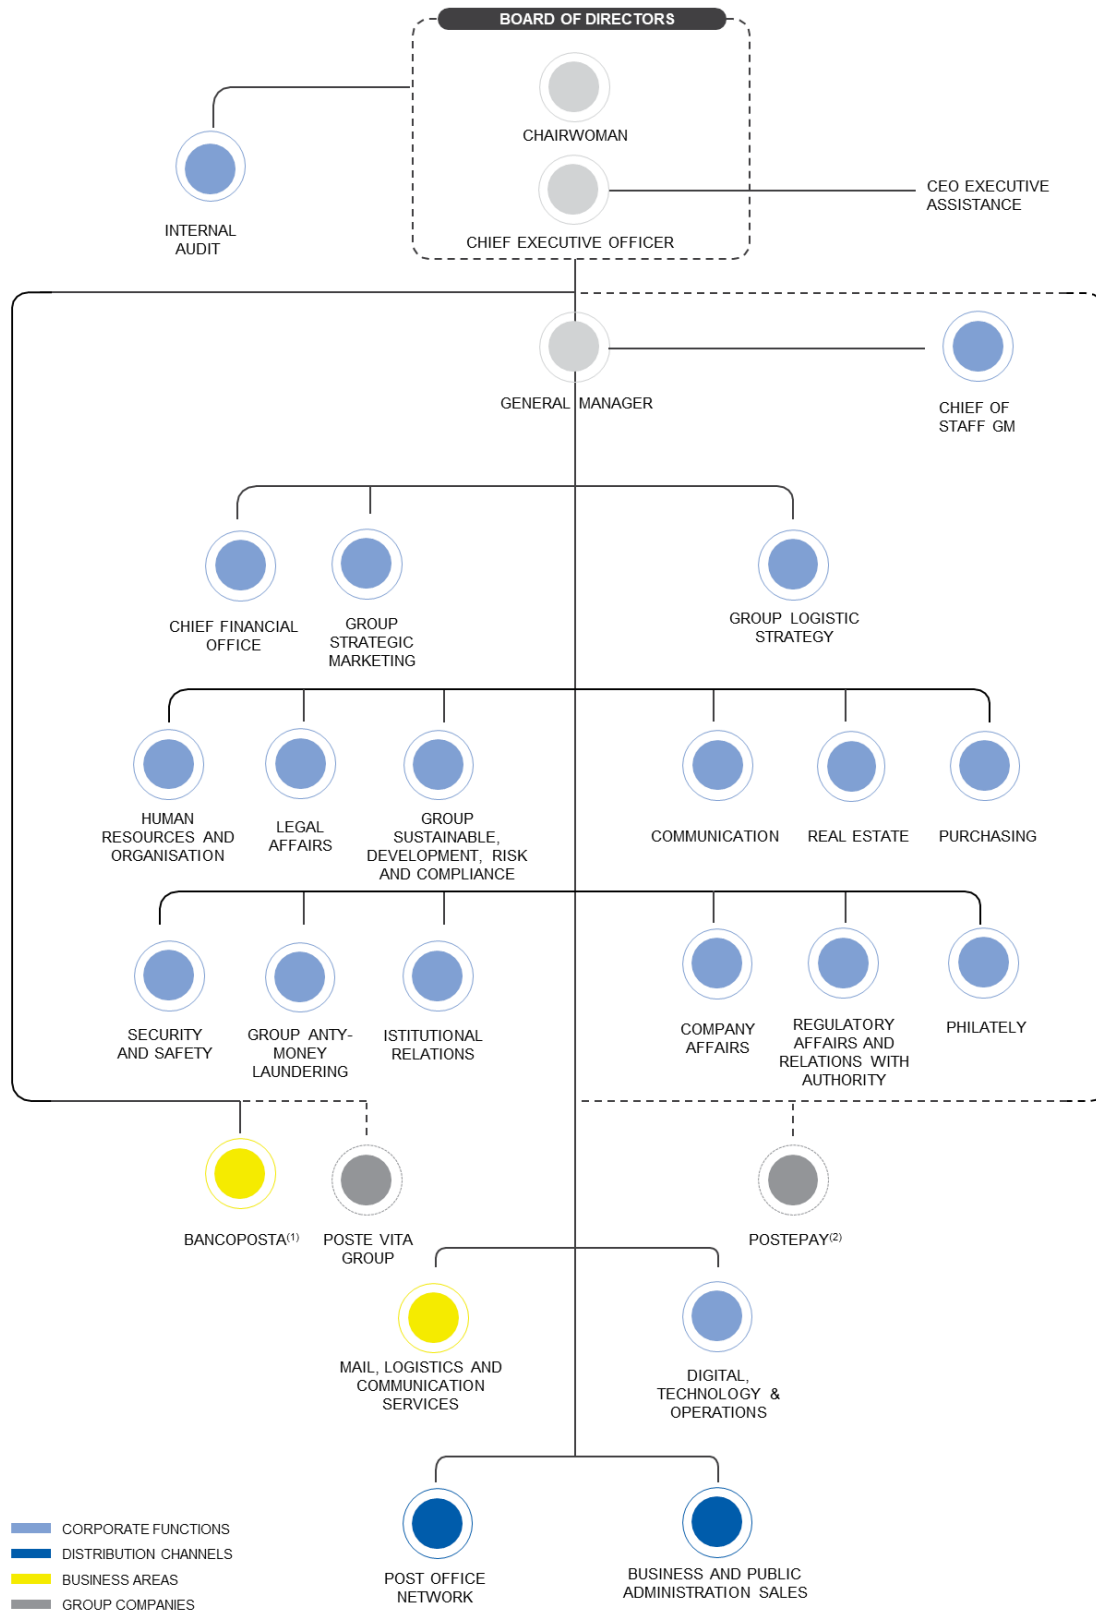 BOARD OF DIRECTORS
CHAIRWOMAN
CHIEF EXECUTIVE OFFICER
CEO EXECUTIVE
ASSISTANCE
INTERNAL
AUDIT
GENERAL MANAGER
CHIEF OF
STAFF GM
CHIEF FINANCIAL
OFFICE
GROUP
STRATEGIC
MARKETING
GROUP LOGISTIC
STRATEGY
HUMAN
RESOURCES AND
ORGANISATION
LEGAL
AFFAIRS
GROUP
SUSTAINABLE,
DEVELOPMENT, RISK
AND COMPLIANCE
COMMUNICATION
REAL ESTATE
PURCHASING
SECURITY
AND SAFETY
GROUP ANTY-
MONEY
LAUNDERING
ISTITUTIONAL
RELATIONS
COMPANY
AFFAIRS
REGULATORY
AFFAIRS AND
RELATIONS WITH
AUTHORITY
PHILATELY
BANCOPOSTA(1)
POSTE VITA
GROUP
POSTEPAY(2)
MAIL, LOGISTICS AND
COMMUNICATION
SERVICES
DIGITAL,
TECHNOLOGY &
OPERATIONS
POST OFFICE
NETWORK
BUSINESS AND PUBLIC
ADMINISTRATION SALES
CORPORATE FUNCTIONS
DISTRIBUTION CHANNELS
BUSINESS AREAS
GROUP COMPANIES